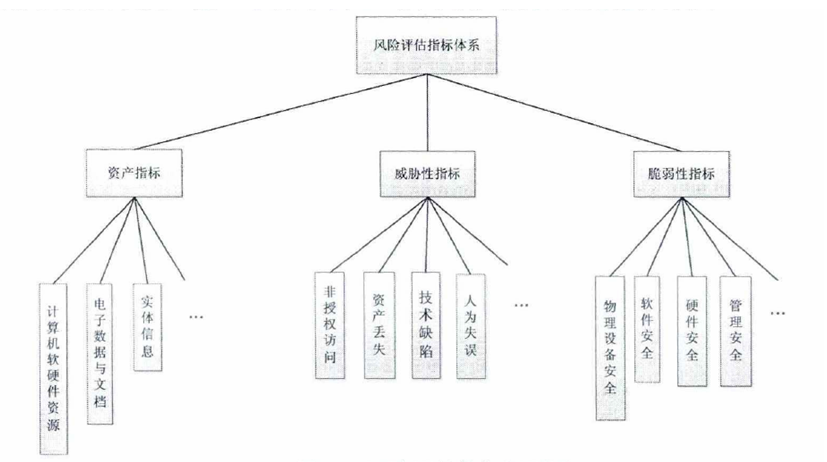 风险评估指标体系
资产指标
威胁性指标
脆弱性指标
计算机软硬件资源
电子数据与文档
实体信息
...
非授权访问
资产丢失
技术缺陷
人为失误
...
物理设备安全
软件安全
硬件安全
管理安全
...